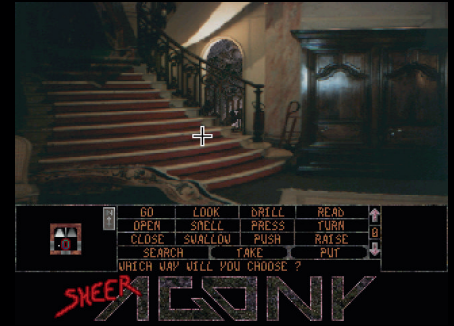 GO LOOK DRILL READ
OPEN SMELL PRESS TURN
CLOSE SWALLOW PUSH RAISE
SEARCH TAKE PUT
0
WHICH WAY WILL YOU CHOOSE ?
SHEER
AGONY